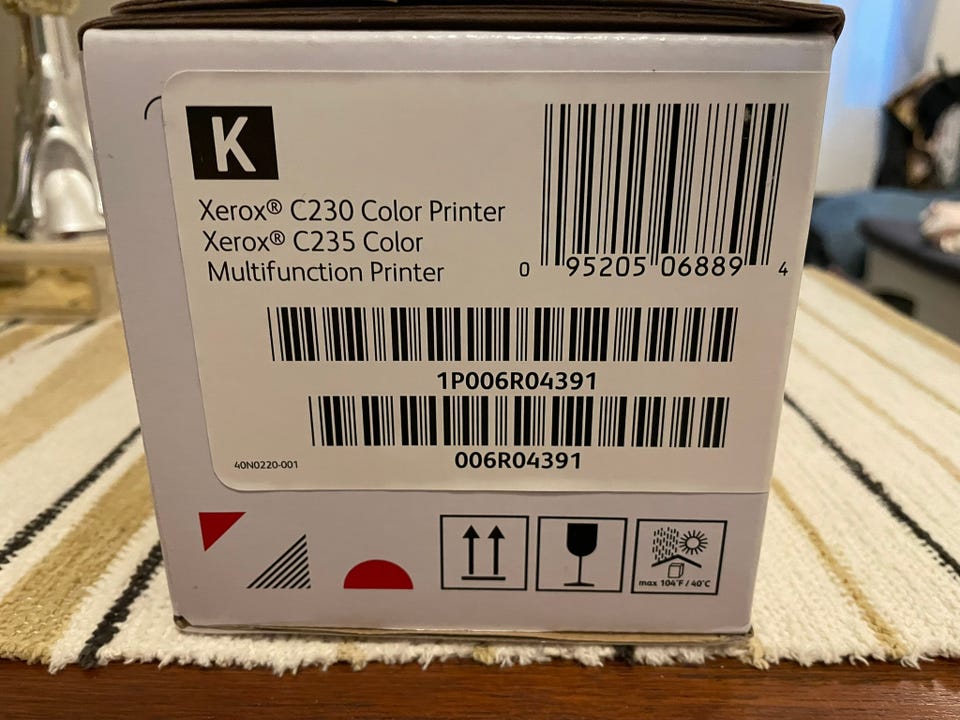 K
Xerox® C230 Color Printer
Xerox® C235 Color
Multifunction Printer
0 95205 06889 4
1P006R04391
006R04391
40N0220-001
max 104°F / 40°C